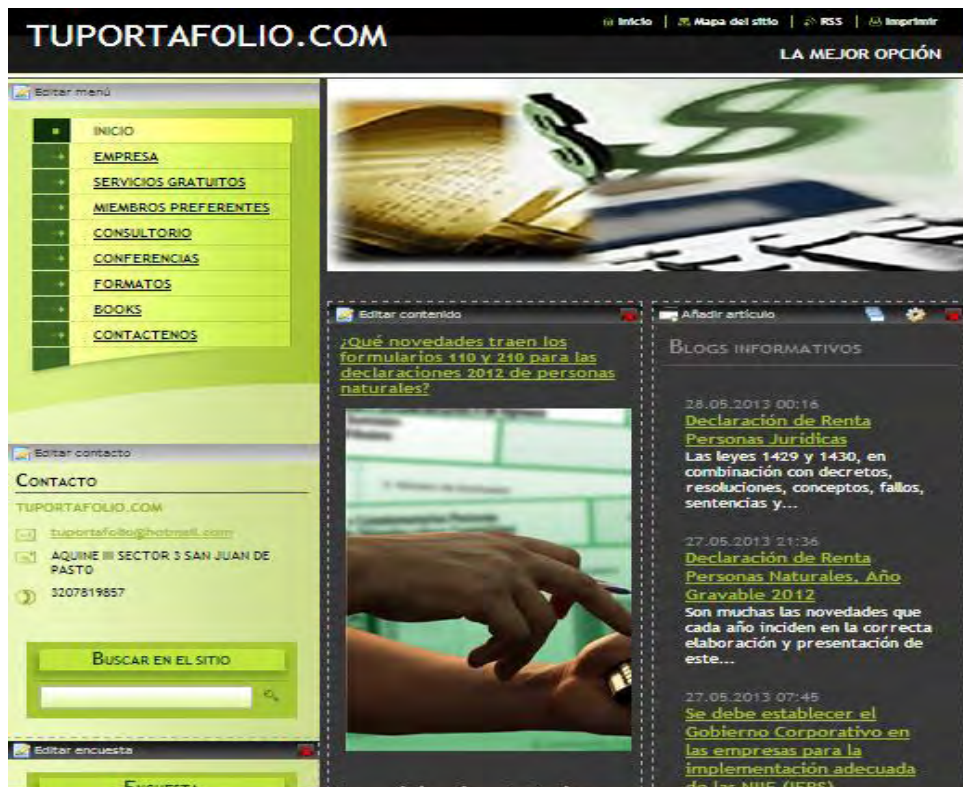 TUPORTAFOLIO.COM
Inicio | Mapa del sitio | RSS | Imprimir
LA MEJOR OPCIÓN
Editar menú
INICIO
EMPRESA
SERVICIOS GRATUITOS
MIEMBROS PREFERENTES
CONSULTORIO
CONFERENCIAS
FORMATOS
BOOKS
CONTACTENOS
Editar contacto
CONTACTO
TUPORTAFOLIO.COM
tuportafolio@hotmail.com
AQUINE III SECTOR 3 SAN JUAN DE
PASTO
3207819857
BUSCAR EN EL SITIO
Editar encuesta
ENCUESTA
Editar contenido
¿Qué novedades traen los
formularios 110 y 210 para las
declaraciones 2012 de personas
naturales?
Añadir artículo
BLOGS INFORMATIVOS
28.05.2013 00:16
Declaración de Renta
Personas Jurídicas
Las leyes 1429 y 1430, en
combinación con decretos,
resoluciones, conceptos, fallos,
sentencias y...
27.05.2013 21:36
Declaración de Renta
Personas Naturales, Año
Gravable 2012
Son muchas las novedades que
cada año inciden en la correcta
elaboración y presentación de
este...
27.05.2013 07:45
Se debe establecer el
Gobierno Corporativo en
las empresas para la
implementación adecuada
de las NIIF (IFRS)